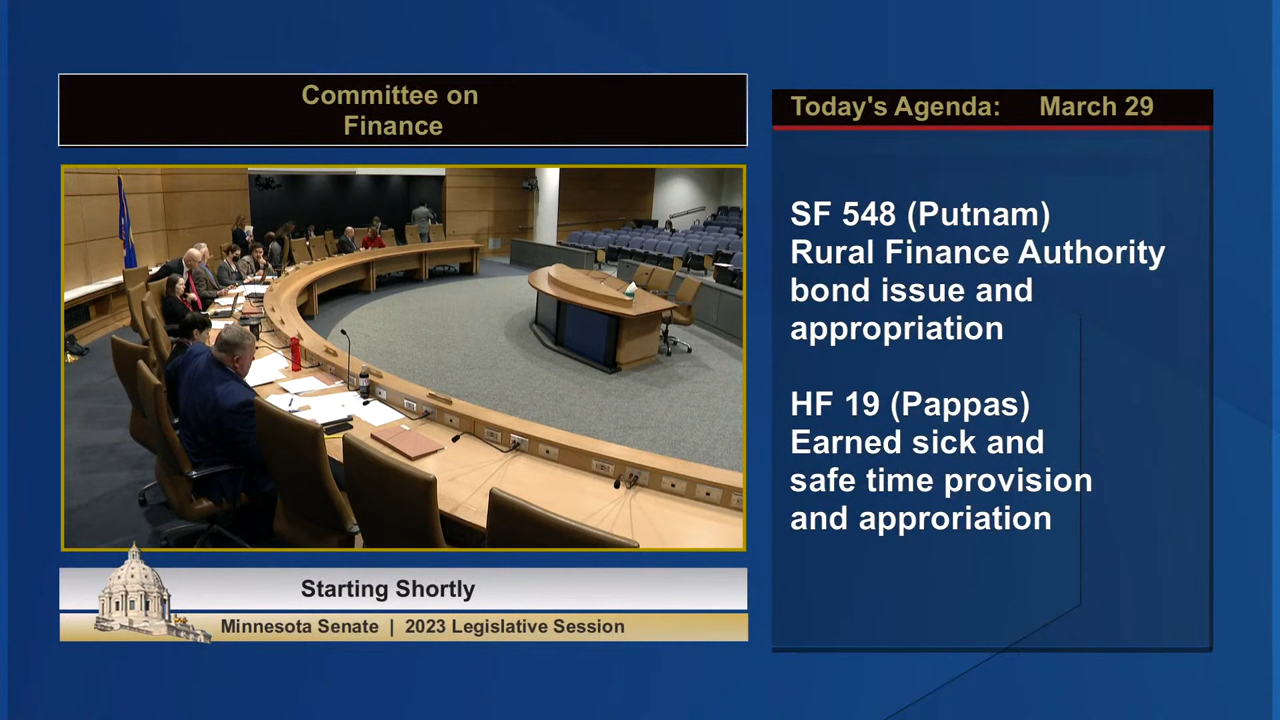 Committee on
Finance
Today's Agenda: March 29
SF 548 (Putnam)
Rural Finance Authority
bond issue and
appropriation
HF 19 (Pappas)
Earned sick and
safe time provision
and approriation
Starting Shortly
Minnesota Senate | 2023 Legislative Session